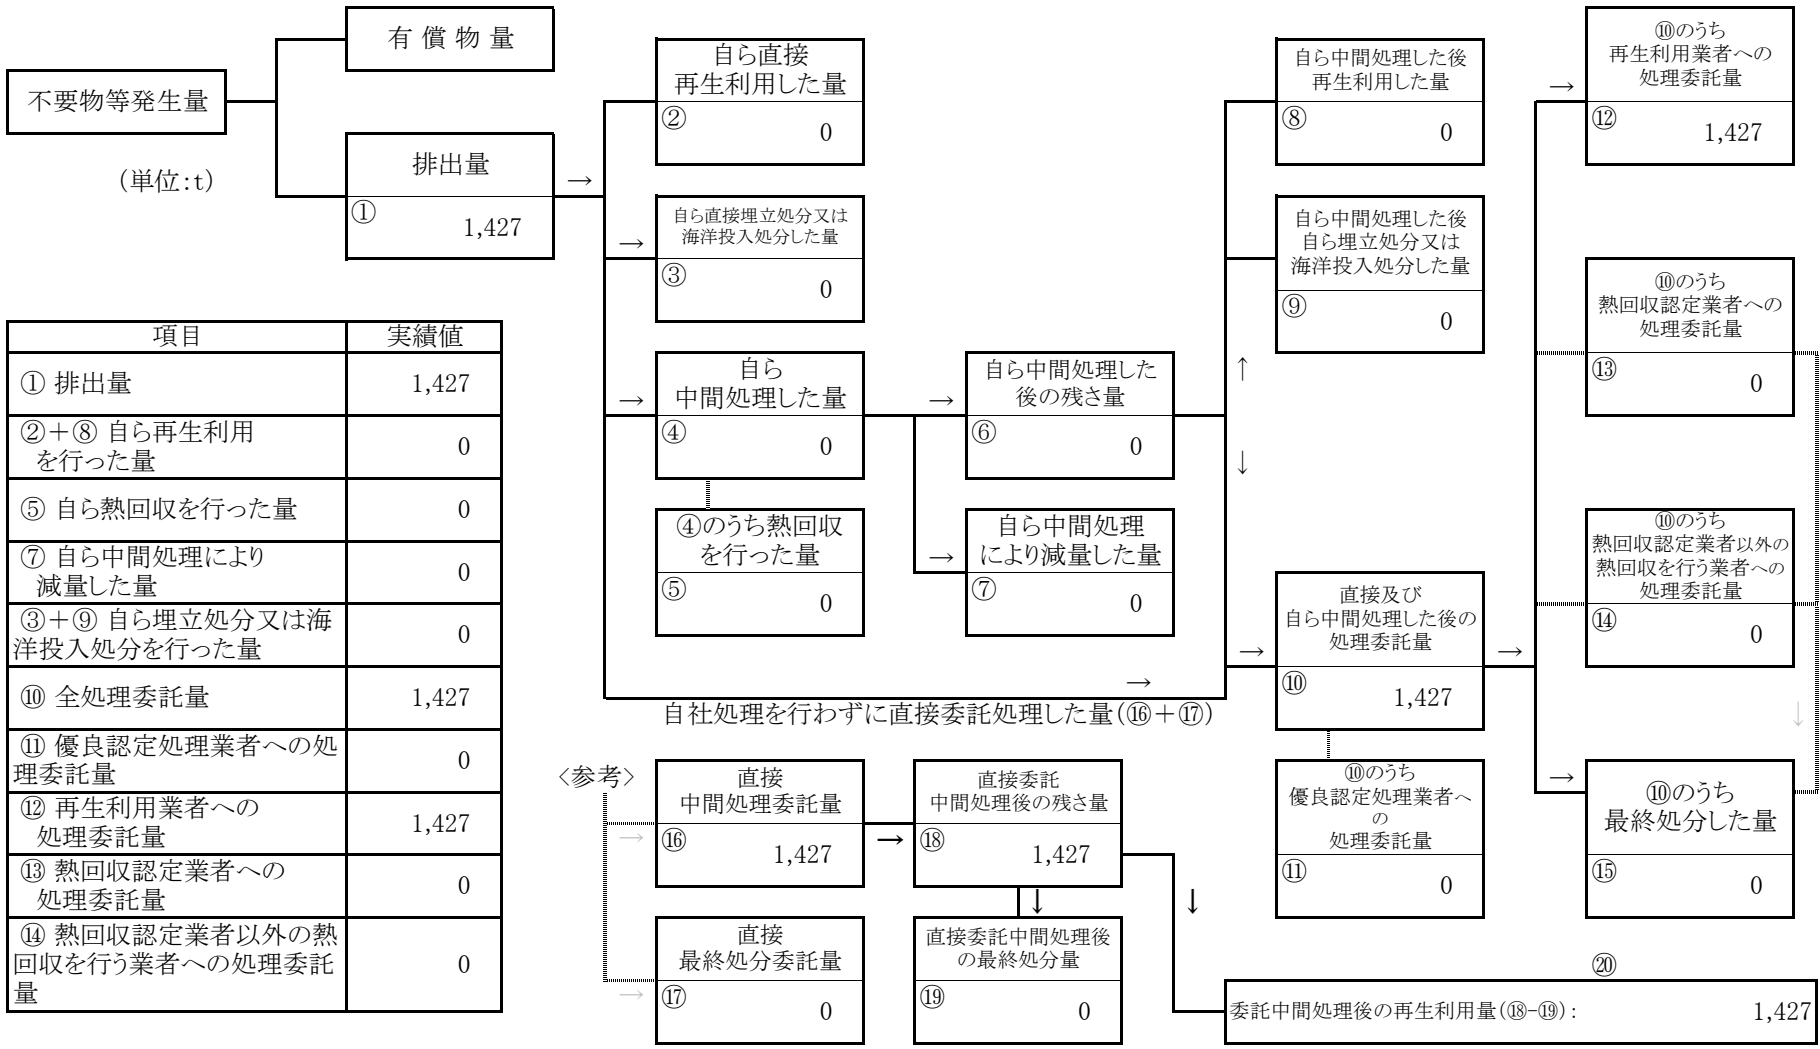 有 償 物 量
不要物等発生量
（単位：t）
排出量
①
1,427
→
自ら直接
再生利用した量
②
0
→
自ら直接埋立処分又は
海洋投入処分した量
③
0
→
自ら
中間処理した量
④
0
④のうち熱回収
を行った量
⑤
0
→
自ら中間処理した
後の残さ量
⑥
0
→
自ら中間処理
により減量した量
⑦
0
→
自社処理を行わずに直接委託処理した量（⑯＋⑰）
↑
↓
自ら中間処理した後
再生利用した量
⑧
0
自ら中間処理した後
自ら埋立処分又は
海洋投入処分した量
⑨
0
→
直接及び
自ら中間処理した後の
処理委託量
⑩
1,427
⑩のうち
優良認定処理業者へ
の
処理委託量
⑪
0
→
→
⑩のうち
再生利用業者への
処理委託量
⑫
1,427
⑩のうち
熱回収認定業者への
処理委託量
⑬
0
⑩のうち
熱回収認定業者以外の
熱回収を行う業者への
処理委託量
⑭
0
↓
→
⑩のうち
最終処分した量
⑮
0
項目 実績値
① 排出量 1,427
②＋⑧ 自ら再生利用
を行った量 0
⑤ 自ら熱回収を行った量 0
⑦ 自ら中間処理により
減量した量 0
③＋⑨ 自ら埋立処分又は海
洋投入処分を行った量 0
⑩ 全処理委託量 1,427
⑪ 優良認定処理業者への処
理委託量 0
⑫ 再生利用業者への
処理委託量 1,427
⑬ 熱回収認定業者への
処理委託量 0
⑭ 熱回収認定業者以外の熱
回収を行う業者への処理委託
量 0
〈参考〉
→
直接
中間処理委託量
⑯
1,427
→
直接
最終処分委託量
⑰
0
→
直接委託
中間処理後の残さ量
⑱
1,427
↓
直接委託中間処理後
の最終処分量
⑲
0
↓
⑳
委託中間処理後の再生利用量（⑱-⑲）： 1,427